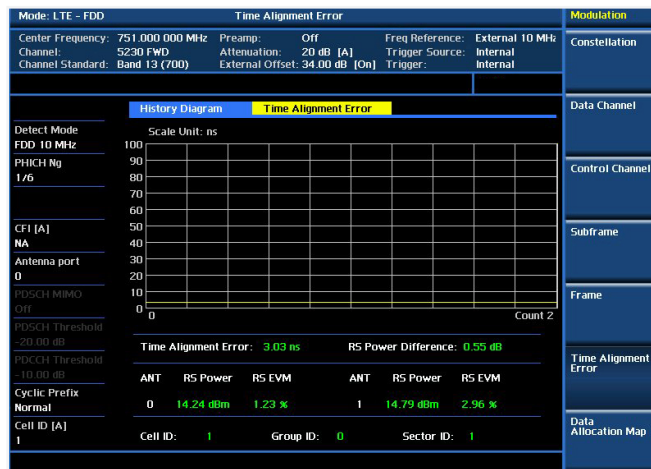 Mode: LTE - FDD Time Alignment Error Modulation
Center Frequency: 751.000 000 MHz Preamp: Off Freq Reference: External 10 MHz
Channel: 5230 FWD Attenuation: 20 dB [A] Trigger Source: Internal
Channel Standard: Band 13 (700) External Offset: 34.00 dB [On] Trigger: Internal
Constellation
History Diagram Time Alignment Error
Data Channel
Detect Mode
FDD 10 MHz
Scale Unit: ns
PHICH Ng
1/6
100
90
80
70
60
50
40
30
20
10
0
0 Count 2
Control Channel
CFI [A]
NA
Subframe
Antenna port
0
PDSCH MIMO
Off
Frame
PDSCH Threshold
-20.00 dB
Time Alignment Error: 3.03 ns RS Power Difference: 0.55 dB
PDCCH Threshold
-10.00 dB
Time Alignment
Error
ANT RS Power RS EVM ANT RS Power RS EVM
0 14.24 dBm 1.23 % 1 14.79 dBm 2.96 %
Cyclic Prefix
Normal
Cell ID [A]
1
Cell ID: 1 Group ID: 0 Sector ID: 1
Data
Allocation Map